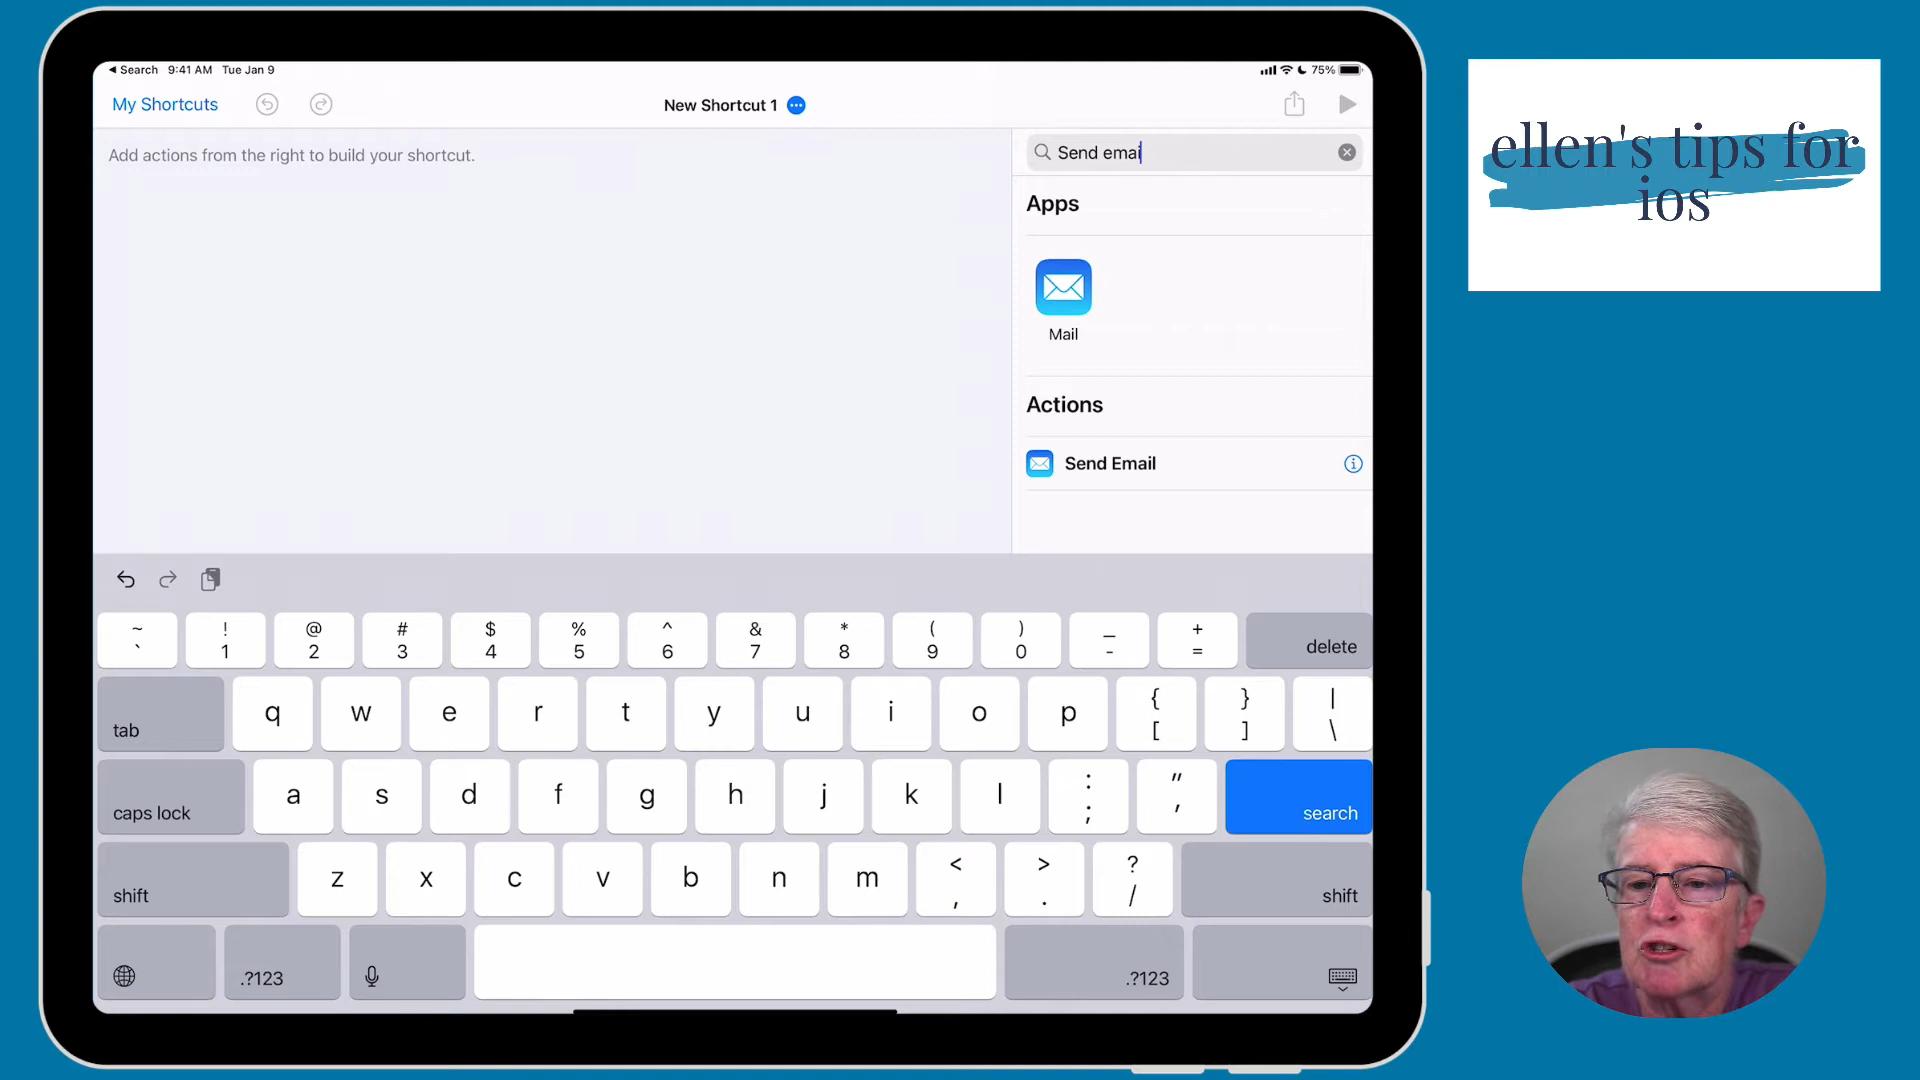 Search 9:41 AM Tue Jan 9
75%
My Shortcuts
New Shortcut 1
Add actions from the right to build your shortcut.
Send emai
Apps
Mail
Actions
Send Email
ellen's tips for
ios
~ ! @ # $ % ^ & * ( ) _ +
` 1 2 3 4 5 6 7 8 9 0 - = delete
tab q w e r t y u i o p { [ } ] | \
caps lock a s d f g h j k l : ; " ' search
shift z x c v b n m < , > . ? / shift
.?123 .?123